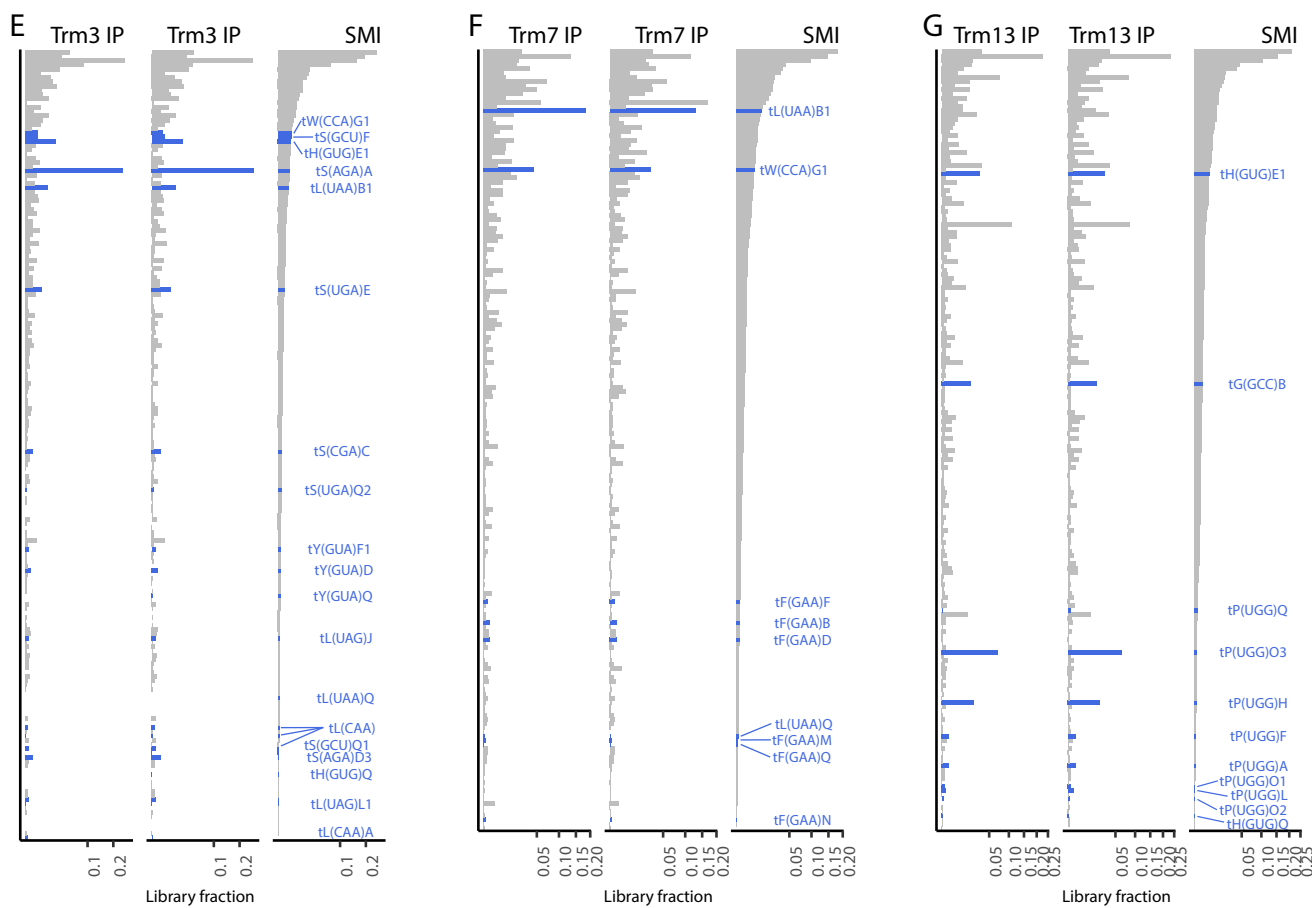 E
Trm3 IP
Trm3 IP
SMI
tW(CCA)G1
tS(GCU)F
tH(GUG)E1
tS(AGA)A
tL(UAA)B1
tS(UGA)E
tS(CGA)C
tS(UGA)Q2
tY(GUA)F1
tY(GUA)D
tY(GUA)Q
tL(UAG)J
tL(UAA)Q
tL(CAA)
tS(GCU)Q1
tS(AGA)D3
tH(GUG)Q
tL(UAG)L1
tL(CAA)A
0.1
0.2
0.1
0.2
0.1
0.2
Library fraction
F
Trm7 IP
Trm7 IP
SMI
tL(UAA)B1
tW(CCA)G1
tF(GAA)F
tF(GAA)B
tF(GAA)D
tL(UAA)Q
tF(GAA)M
tF(GAA)Q
tF(GAA)N
0.05
0.10
0.15
0.20
0.05
0.10
0.15
0.20
0.05
0.10
0.15
0.20
Library fraction
G
Trm13 IP
Trm13 IP
SMI
tH(GUG)E1
tG(GCC)B
tP(UGG)Q
tP(UGG)O3
tP(UGG)H
tP(UGG)F
tP(UGG)A
tP(UGG)O1
tP(UGG)L
tP(UGG)O2
tH(GUG)Q
0.05
0.10
0.15
0.20
0.25
0.05
0.10
0.15
0.20
0.25
0.05
0.10
0.15
0.20
0.25
Library fraction